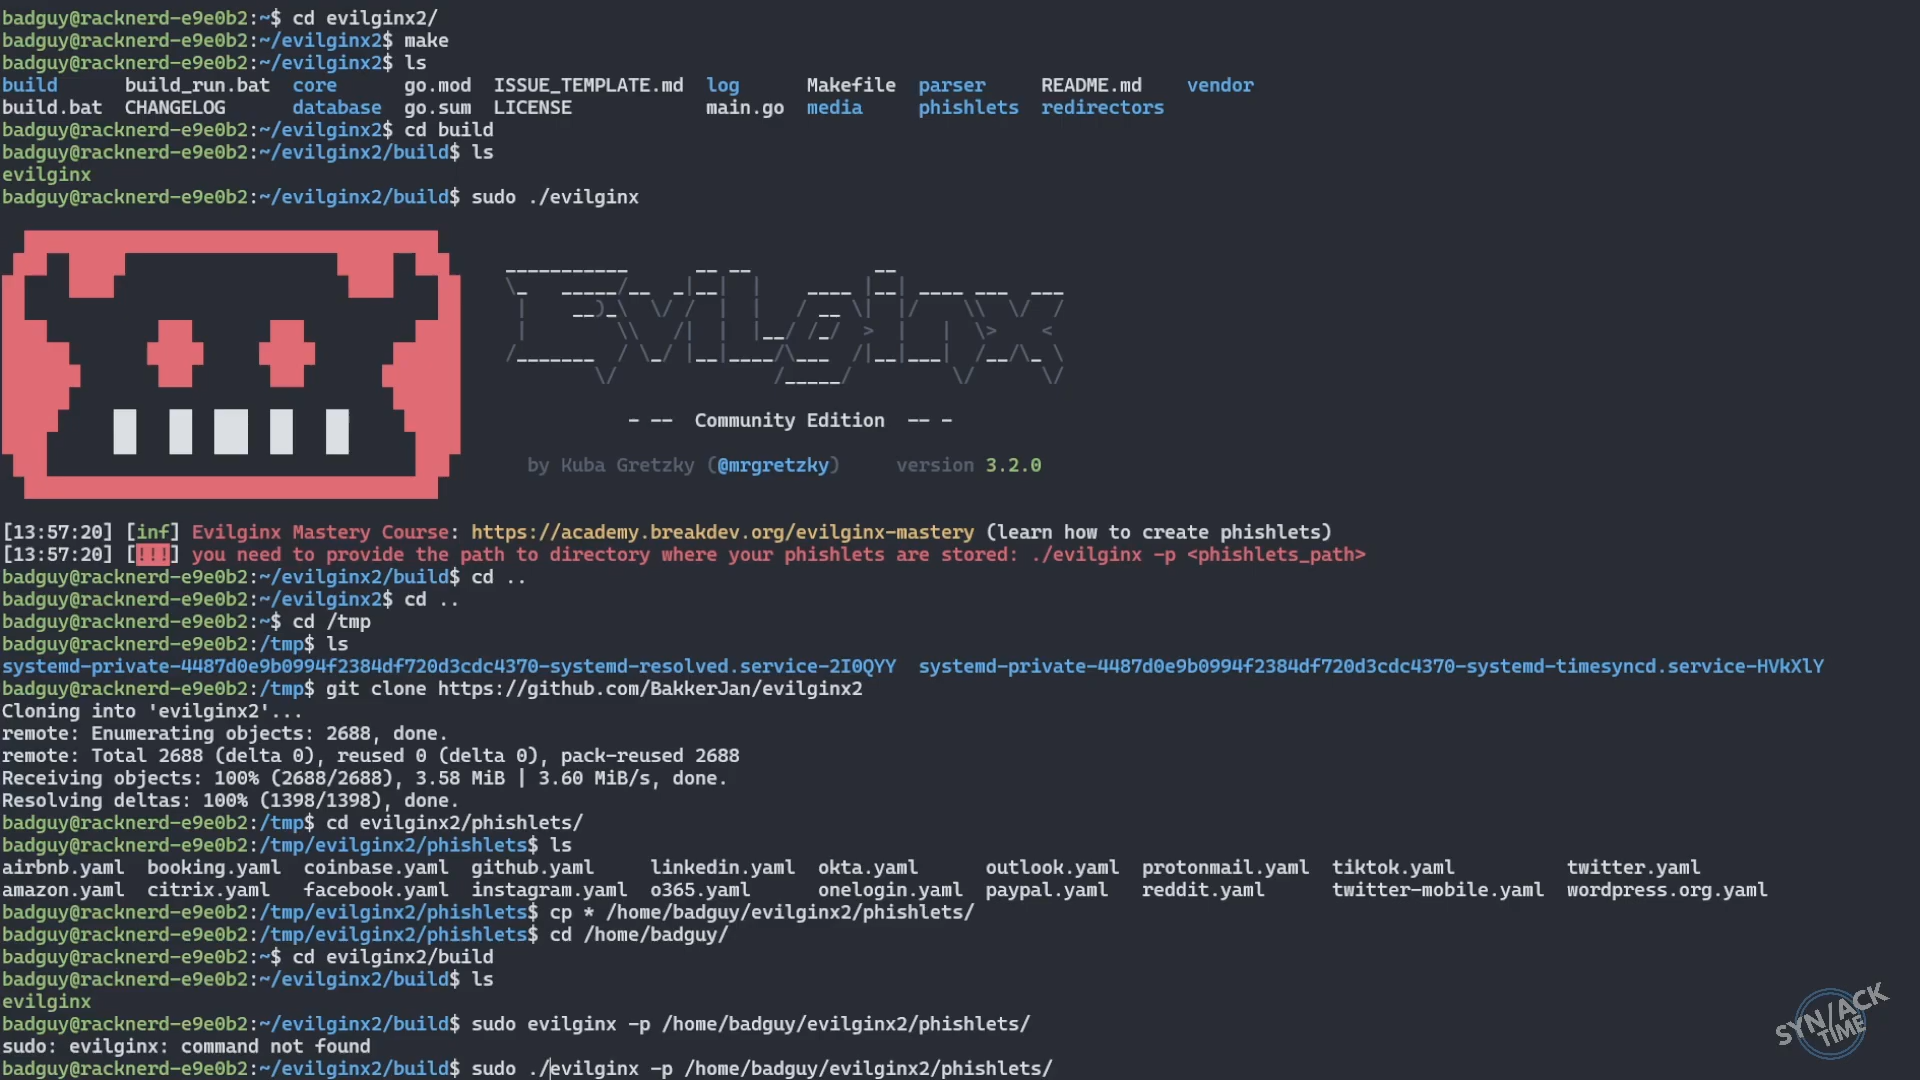 badguy@racknerd-e9e0b2:~$ cd evilginx2/
badguy@racknerd-e9e0b2:~/evilginx2$ make
badguy@racknerd-e9e0b2:~/evilginx2$ ls
build      build_run.bat  core      go.mod  ISSUE_TEMPLATE.md  log      Makefile  parser     README.md    vendor
build.bat  CHANGELOG      database  go.sum  LICENSE            main.go  media     phishlets  redirectors
badguy@racknerd-e9e0b2:~/evilginx2$ cd build
badguy@racknerd-e9e0b2:~/evilginx2/build$ ls
evilginx
badguy@racknerd-e9e0b2:~/evilginx2/build$ sudo ./evilginx
Evilginx
- --  Community Edition  -- -
by Kuba Gretzky (@mrgretzky)     version 3.2.0
[13:57:20] [inf] Evilginx Mastery Course: https://academy.breakdev.org/evilginx-mastery (learn how to create phishlets)
[13:57:20] [!!!] you need to provide the path to directory where your phishlets are stored: ./evilginx -p <phishlets_path>
badguy@racknerd-e9e0b2:~/evilginx2/build$ cd ..
badguy@racknerd-e9e0b2:~/evilginx2$ cd ..
badguy@racknerd-e9e0b2:~$ cd /tmp
badguy@racknerd-e9e0b2:/tmp$ ls
systemd-private-4487d0e9b0994f2384df720d3cdc4370-systemd-resolved.service-2I0QYY  systemd-private-4487d0e9b0994f2384df720d3cdc4370-systemd-timesyncd.service-HVkXlY
badguy@racknerd-e9e0b2:/tmp$ git clone https://github.com/BakkerJan/evilginx2
Cloning into 'evilginx2'...
remote: Enumerating objects: 2688, done.
remote: Total 2688 (delta 0), reused 0 (delta 0), pack-reused 2688
Receiving objects: 100% (2688/2688), 3.58 MiB | 3.60 MiB/s, done.
Resolving deltas: 100% (1398/1398), done.
badguy@racknerd-e9e0b2:/tmp$ cd evilginx2/phishlets/
badguy@racknerd-e9e0b2:/tmp/evilginx2/phishlets$ ls
airbnb.yaml  booking.yaml  coinbase.yaml  github.yaml     linkedin.yaml  okta.yaml      outlook.yaml  protonmail.yaml  tiktok.yaml          twitter.yaml
amazon.yaml  citrix.yaml   facebook.yaml  instagram.yaml  o365.yaml      onelogin.yaml  paypal.yaml   reddit.yaml      twitter-mobile.yaml  wordpress.org.yaml
badguy@racknerd-e9e0b2:/tmp/evilginx2/phishlets$ cp * /home/badguy/evilginx2/phishlets/
badguy@racknerd-e9e0b2:/tmp/evilginx2/phishlets$ cd /home/badguy/
badguy@racknerd-e9e0b2:~$ cd evilginx2/build
badguy@racknerd-e9e0b2:~/evilginx2/build$ ls
evilginx
badguy@racknerd-e9e0b2:~/evilginx2/build$ sudo evilginx -p /home/badguy/evilginx2/phishlets/
sudo: evilginx: command not found
badguy@racknerd-e9e0b2:~/evilginx2/build$ sudo ./evilginx -p /home/badguy/evilginx2/phishlets/
SYN/ACK
TIME